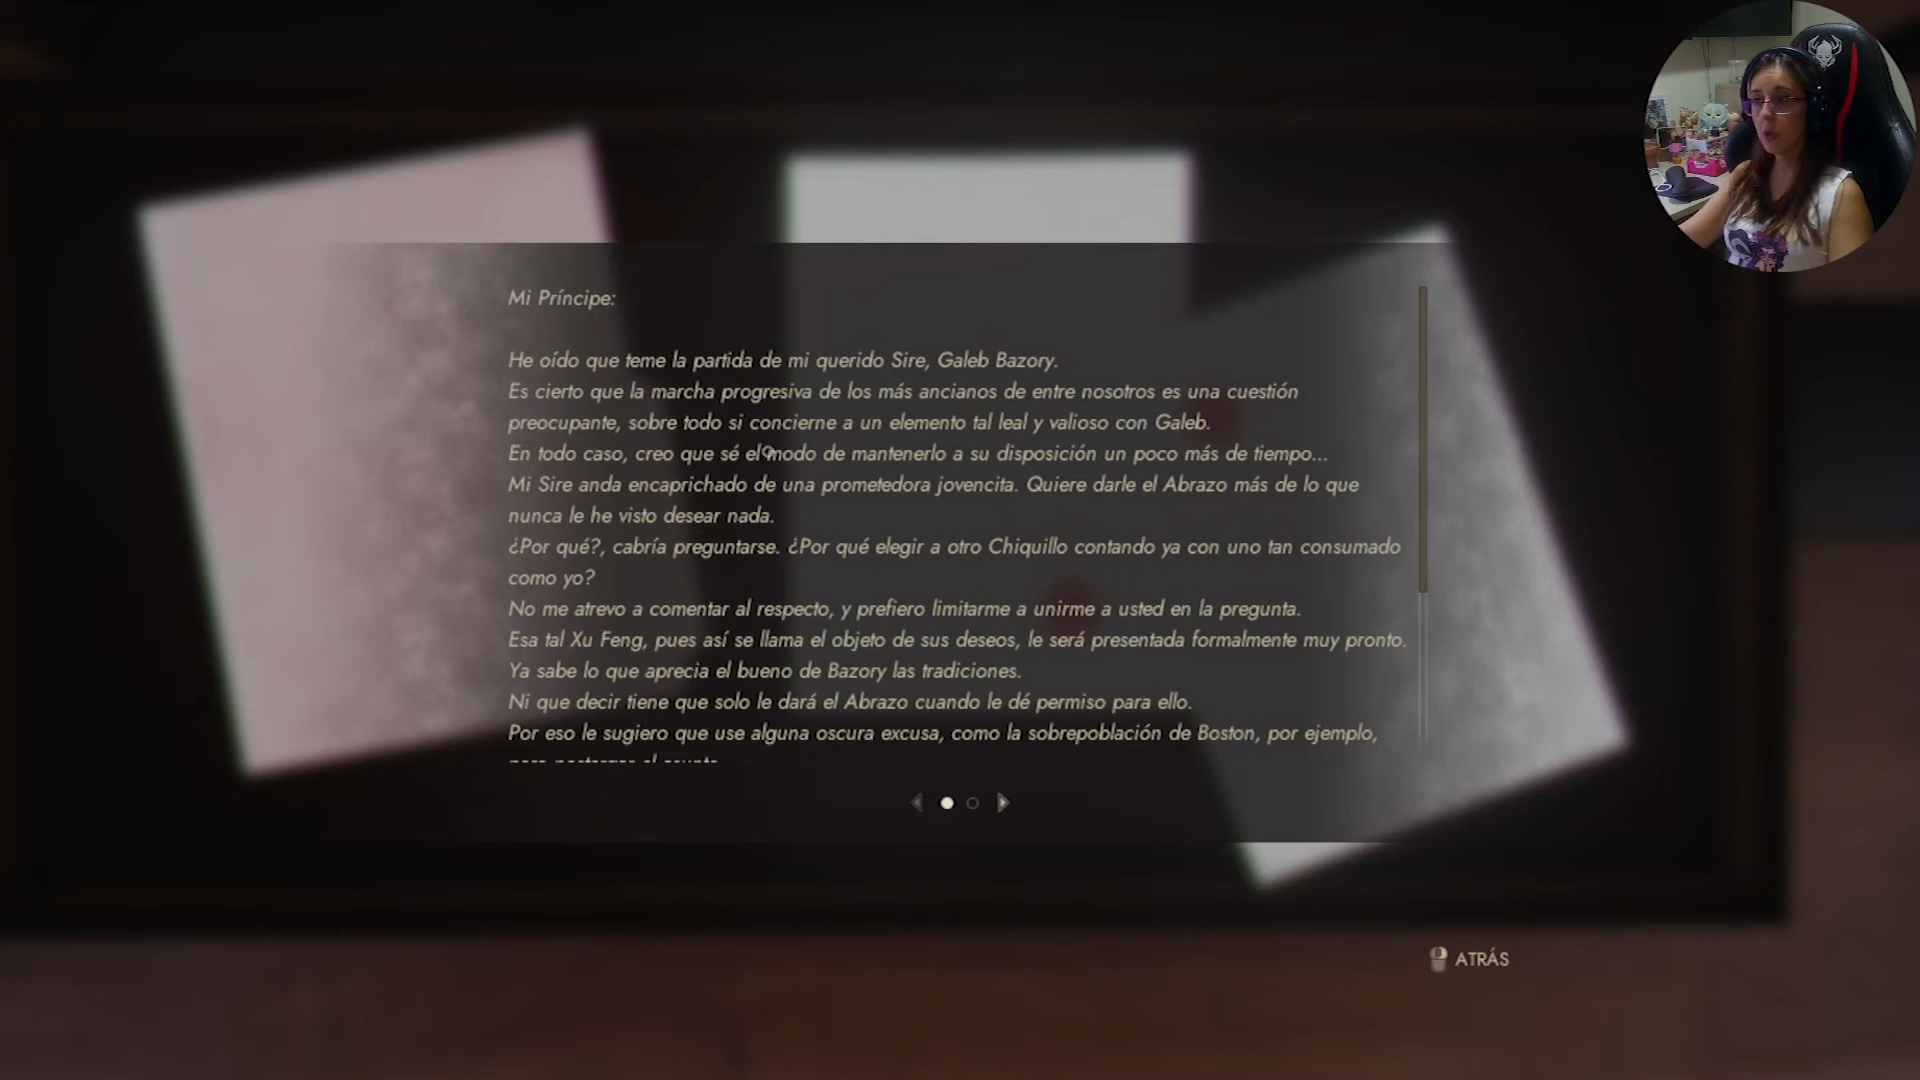 Mi Príncipe:
He oído que teme la partida de mi querido Sire, Galeb Bazory.
Es cierto que la marcha progresiva de los más ancianos de entre nosotros es una cuestión
preocupante, sobre todo si concierne a un elemento tal leal y valioso con Galeb.
En todo caso, creo que sé el modo de mantenerlo a su disposición un poco más de tiempo...
Mi Sire anda encaprichado de una prometedora jovencita. Quiere darle el Abrazo más de lo que
nunca le he visto desear nada.
¿Por qué?, cabría preguntarse. ¿Por qué elegir a otro Chiquillo contando ya con uno tan consumado
como yo?
No me atrevo a comentar al respecto, y prefiero limitarme a unirme a usted en la pregunta.
Esa tal Xu Feng, pues así se llama el objeto de sus deseos, le será presentada formalmente muy pronto.
Ya sabe lo que aprecia el bueno de Bazory las tradiciones.
Ni que decir tiene que solo le dará el Abrazo cuando le dé permiso para ello.
Por eso le sugiero que use alguna oscura excusa, como la sobrepoblación de Boston, por ejemplo,
ATRÁS